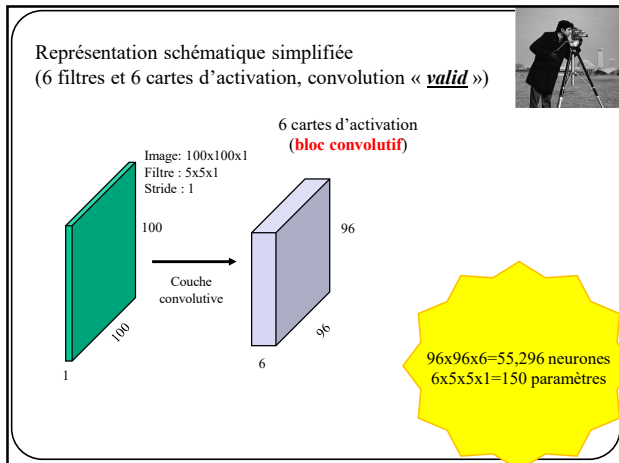 Représentation schématique simplifiée
(6 filtres et 6 cartes d'activation, convolution « valid »)
6 cartes d'activation
(bloc convolutif)
Image: 100x100x1
Filtre : 5x5x1
Stride : 1
100
96
Couche
convolutive
100
96
1
6
96x96x6=55,296 neurones
6x5x5x1=150 paramètres